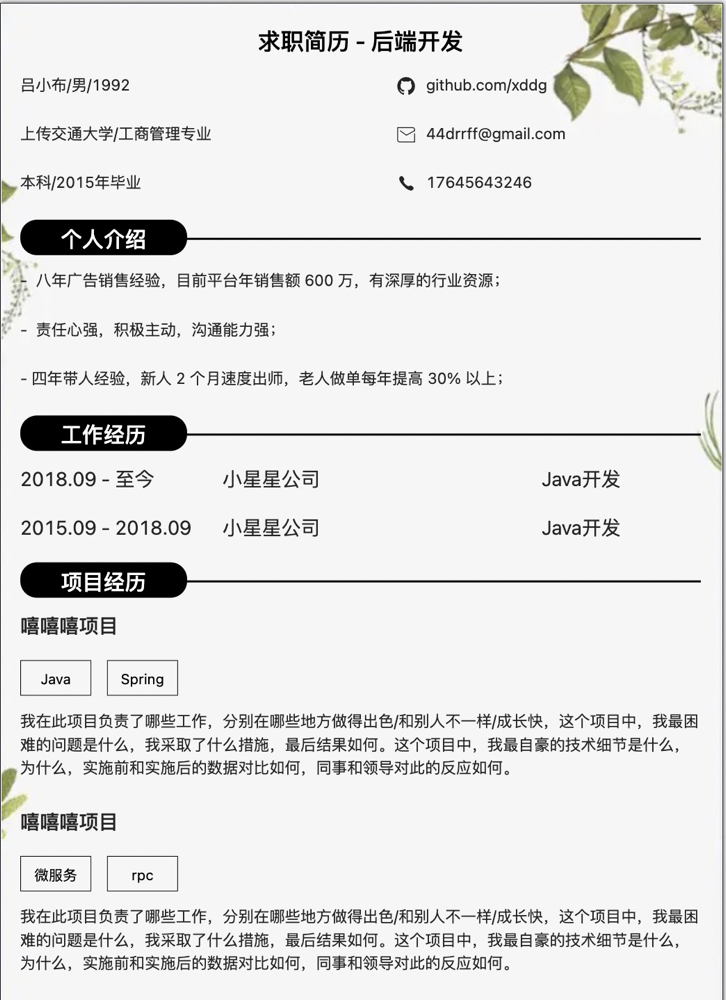 求职简历 - 后端开发
吕小布/男/1992
github.com/xddg
上传交通大学/工商管理专业
44drrff@gmail.com
本科/2015年毕业
17645643246
个人介绍
- 八年广告销售经验，目前平台年销售额 600 万，有深厚的行业资源；
- 责任心强，积极主动，沟通能力强；
- 四年带人经验，新人 2 个月速度出师，老人做单每年提高 30% 以上；
工作经历
2018.09 - 至今 小星星公司 Java开发
2015.09 - 2018.09 小星星公司 Java开发
项目经历
嘻嘻嘻项目
Java Spring
我在此项目负责了哪些工作，分别在哪些地方做得出色/和别人不一样/成长快，这个项目中，我最困
难的问题是什么，我采取了什么措施，最后结果如何。这个项目中，我最自豪的技术细节是什么，
为什么，实施前和实施后的数据对比如何，同事和领导对此的反应如何。
嘻嘻嘻项目
微服务 rpc
我在此项目负责了哪些工作，分别在哪些地方做得出色/和别人不一样/成长快，这个项目中，我最困
难的问题是什么，我采取了什么措施，最后结果如何。这个项目中，我最自豪的技术细节是什么，
为什么，实施前和实施后的数据对比如何，同事和领导对此的反应如何。